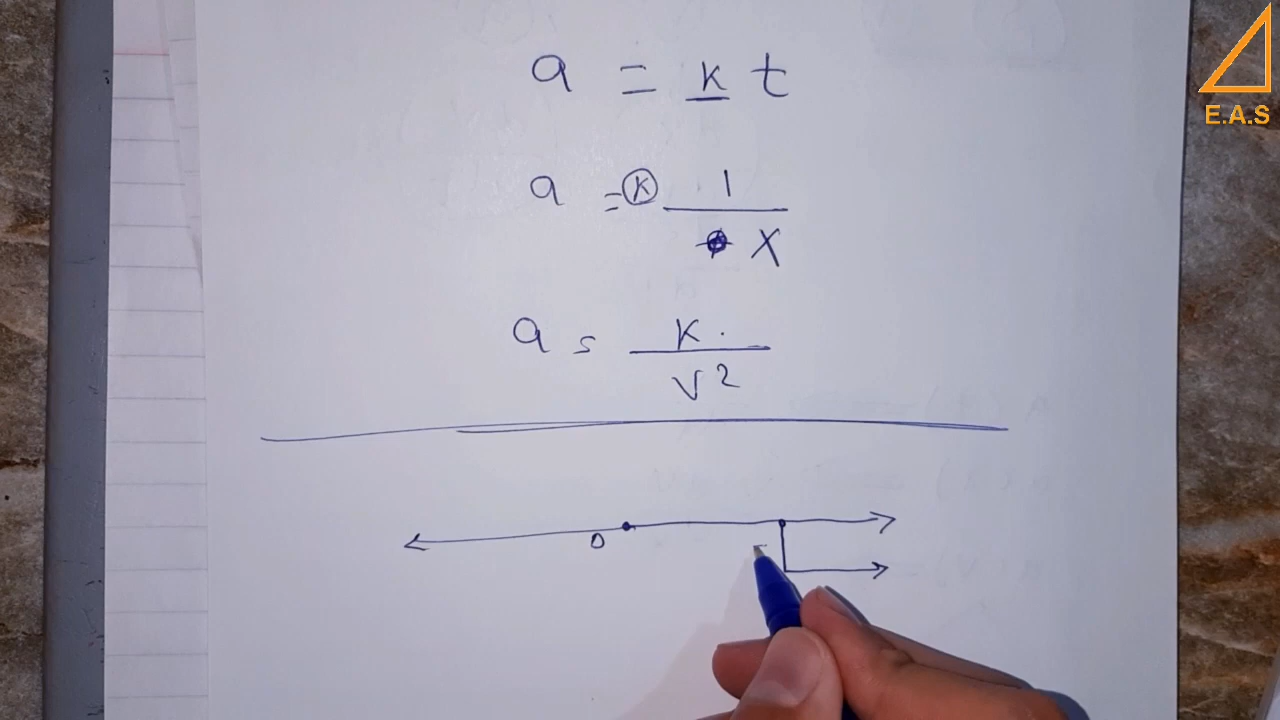 a = k t
E.A.S
a = k 1
x
a = k.
v²
0